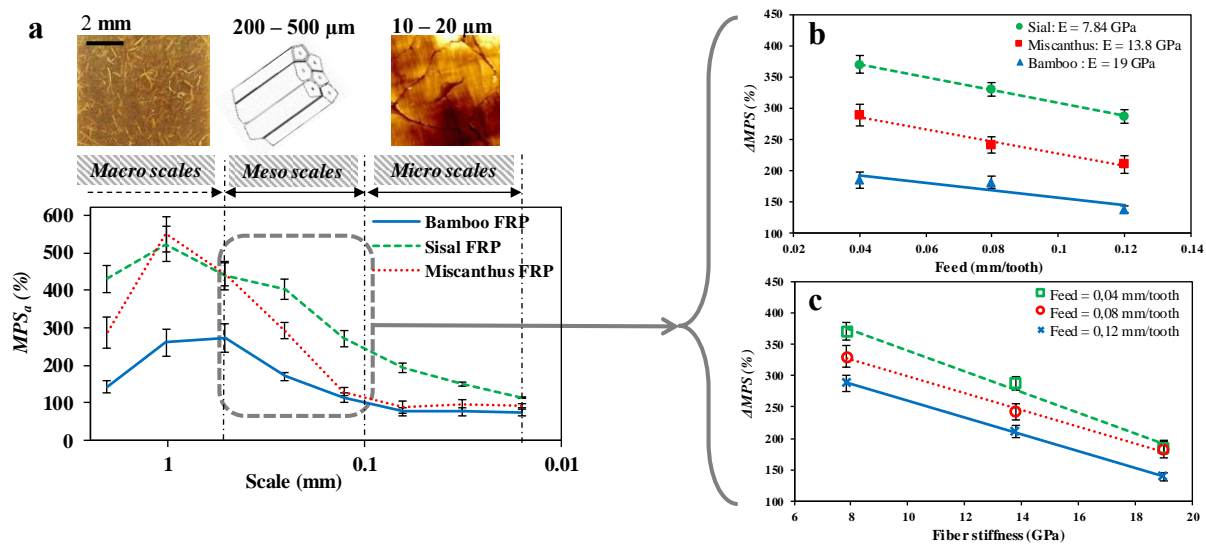 a
2 mm
200 – 500 µm
10 – 20 µm
Macro scales
Meso scales
Micro scales
600
500
400
300
200
100
0
MPSa (%)
Bamboo FRP
Sisal FRP
Miscanthus FRP
1
0.1
0.01
Scale (mm)
b
Sial: E = 7.84 GPa
Miscanthus: E = 13.8 GPa
Bamboo : E = 19 GPa
450
400
350
300
250
200
150
100
ΔMPS (%)
0.02
0.04
0.06
0.08
0.1
0.12
0.14
Feed (mm/tooth)
c
Feed = 0,04 mm/tooth
Feed = 0,08 mm/tooth
Feed = 0,12 mm/tooth
450
400
350
300
250
200
150
100
ΔMPS (%)
6
8
10
12
14
16
18
20
Fiber stiffness (GPa)